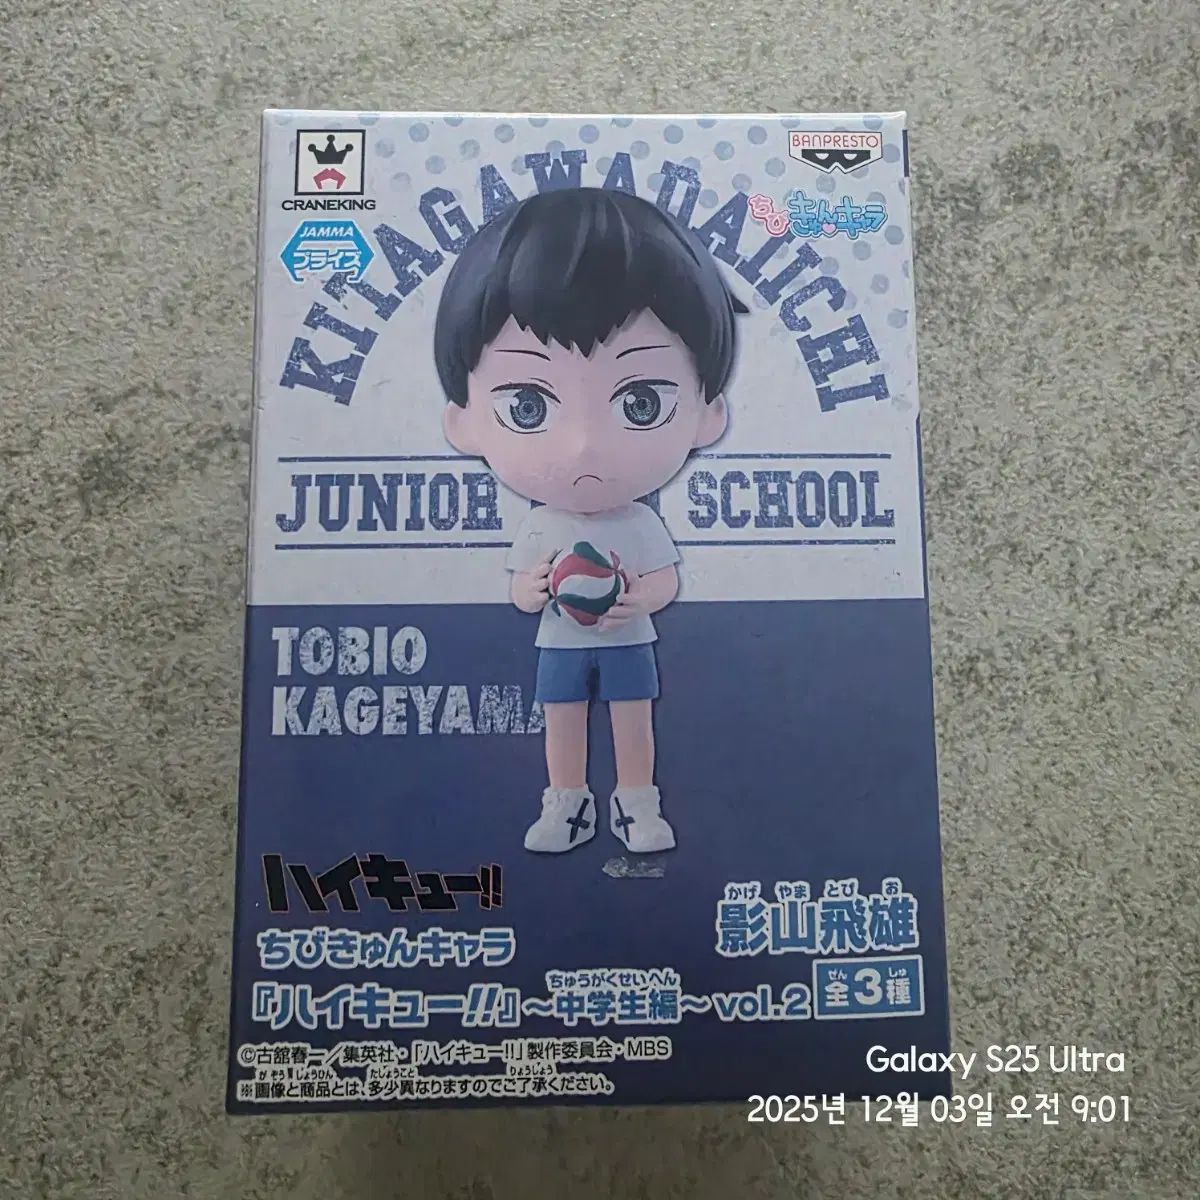 CRANEKING
BANPRESTO
JAMMA
プライズ
ちびきゅんキャラ
KITAGAWADAIICHI
JUNIOR
SCHOOL
TOBIO
KAGEYAMA
ハイキュー!!
かげ やま とび お
影山飛雄
ちびきゅんキャラ
ちゅうがくせいへん
『ハイキュー!!』～中学生編～ vol.2
ぜん しゅ
全3種
©古舘春一／集英社・「ハイキュー!!」製作委員会・MBS
がぞう しょうひん たしょうこと りょうしょう
※画像と商品とは、多少異なりますのでご了承ください。
Galaxy S25 Ultra
2025년 12월 03일 오전 9:01